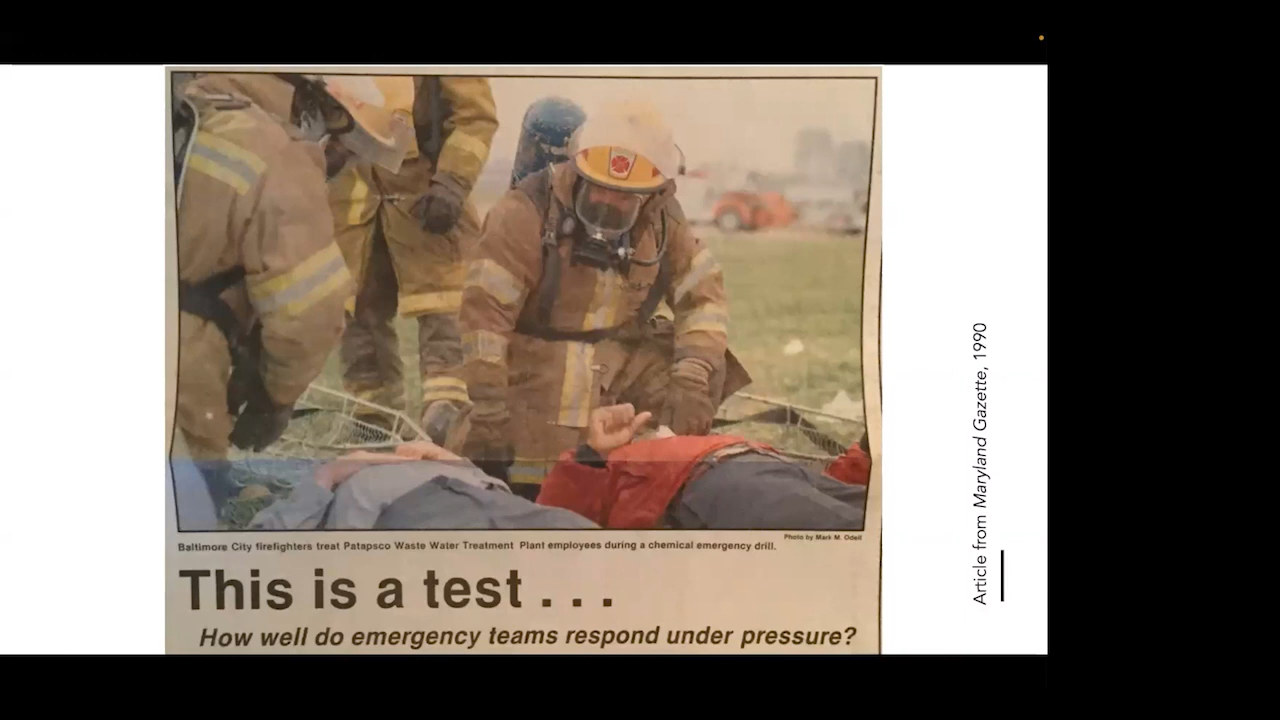 Photo by Mark M. Odell
Baltimore City firefighters treat Patapsco Waste Water Treatment Plant employees during a chemical emergency drill.
This is a test . . .
How well do emergency teams respond under pressure?
Article from Maryland Gazette, 1990